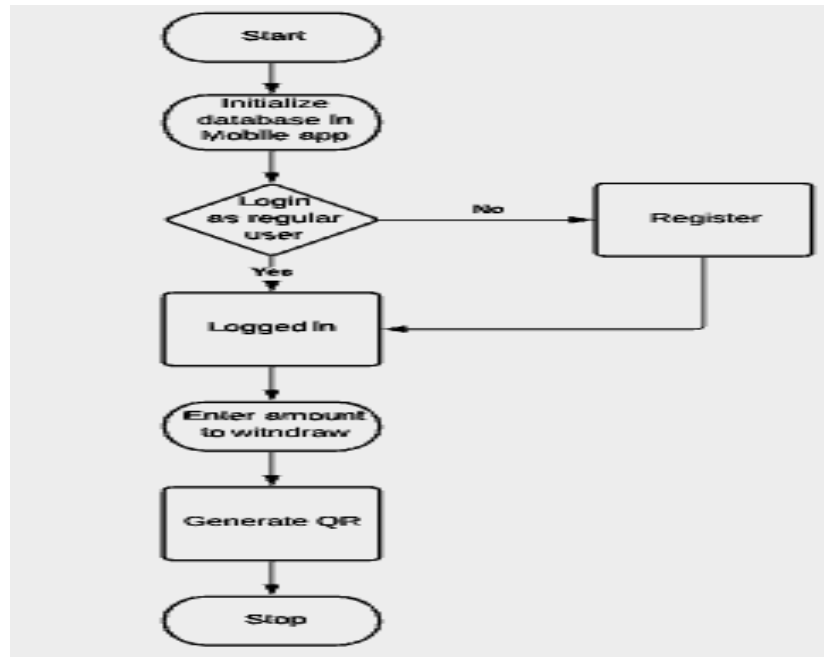 Start
Initialize
database in
Mobile app
Login
as regular
user
No
Register
Yes
Logged In
Enter amount
to witndraw
Generate QR
Stop